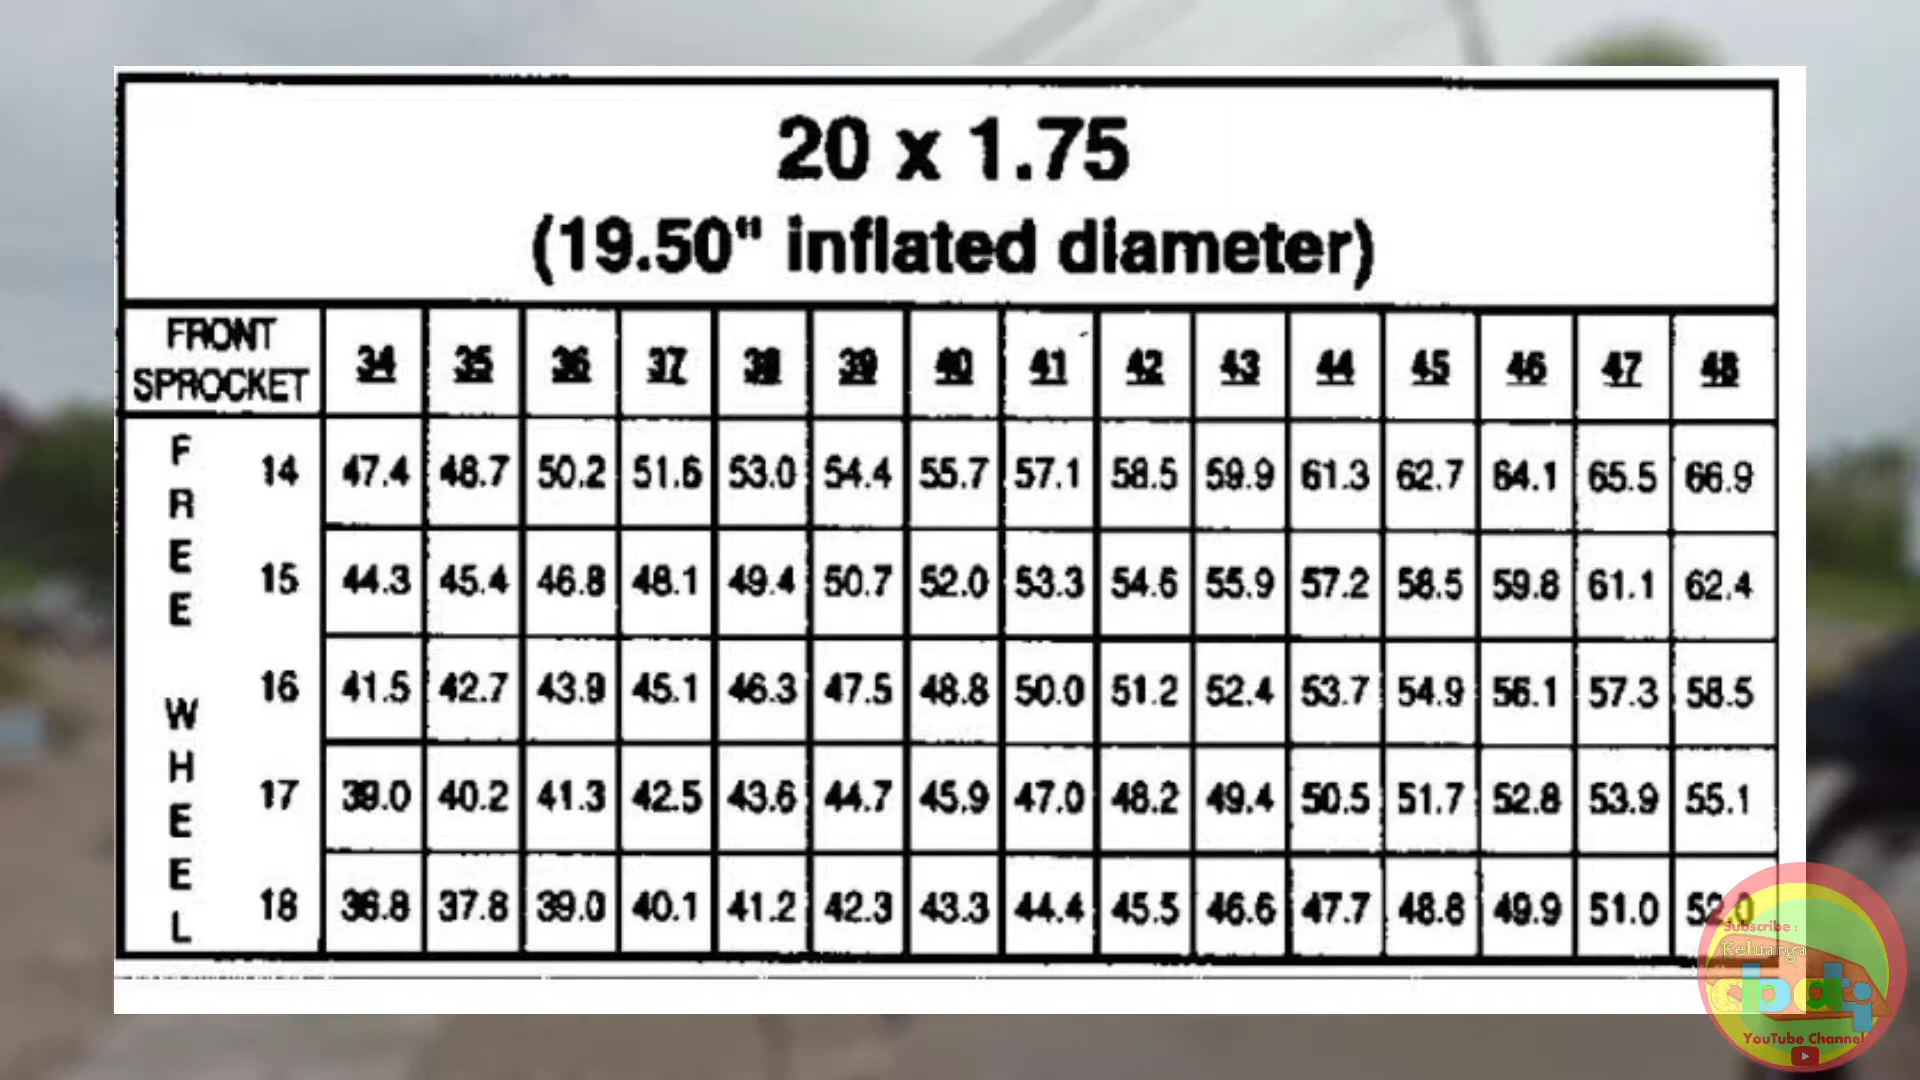 20 x 1.75
(19.50" inflated diameter)
FRONT SPROCKET 34 35 36 37 38 39 40 41 42 43 44 45 46 47 48
FREE WHEEL
14 47.4 48.7 50.2 51.6 53.0 54.4 55.7 57.1 58.5 59.9 61.3 62.7 64.1 65.5 66.9
15 44.3 45.4 46.8 48.1 49.4 50.7 52.0 53.3 54.6 55.9 57.2 58.5 59.8 61.1 62.4
16 41.5 42.7 43.9 45.1 46.3 47.5 48.8 50.0 51.2 52.4 53.7 54.9 56.1 57.3 58.5
17 39.0 40.2 41.3 42.5 43.6 44.7 45.9 47.0 48.2 49.4 50.5 51.7 52.8 53.9 55.1
18 36.8 37.8 39.0 40.1 41.2 42.3 43.3 44.4 45.5 46.6 47.7 48.8 49.9 51.0 52.0
Subscribe :
Keluarga
YouTube Channel